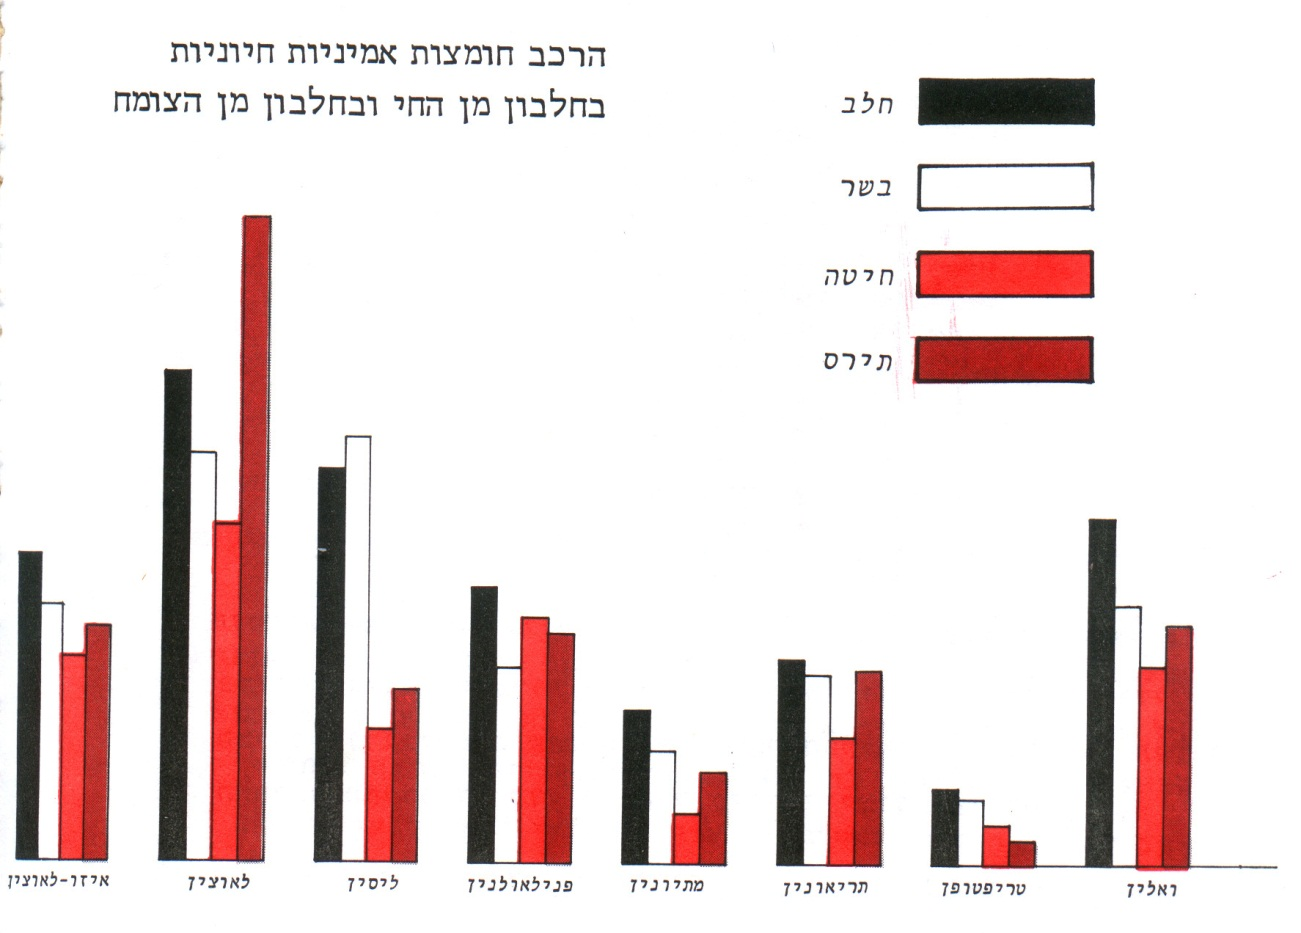 הרכב חומצות אמיניות חיוניות
בחלבון מן החי ובחלבון מן הצומח
חלב
בשר
חיטה
תירס
איזו-לאוצין
לאוצין
ליסין
פנילאולנין
מתיונין
תריאונין
טריפטופן
ואלין